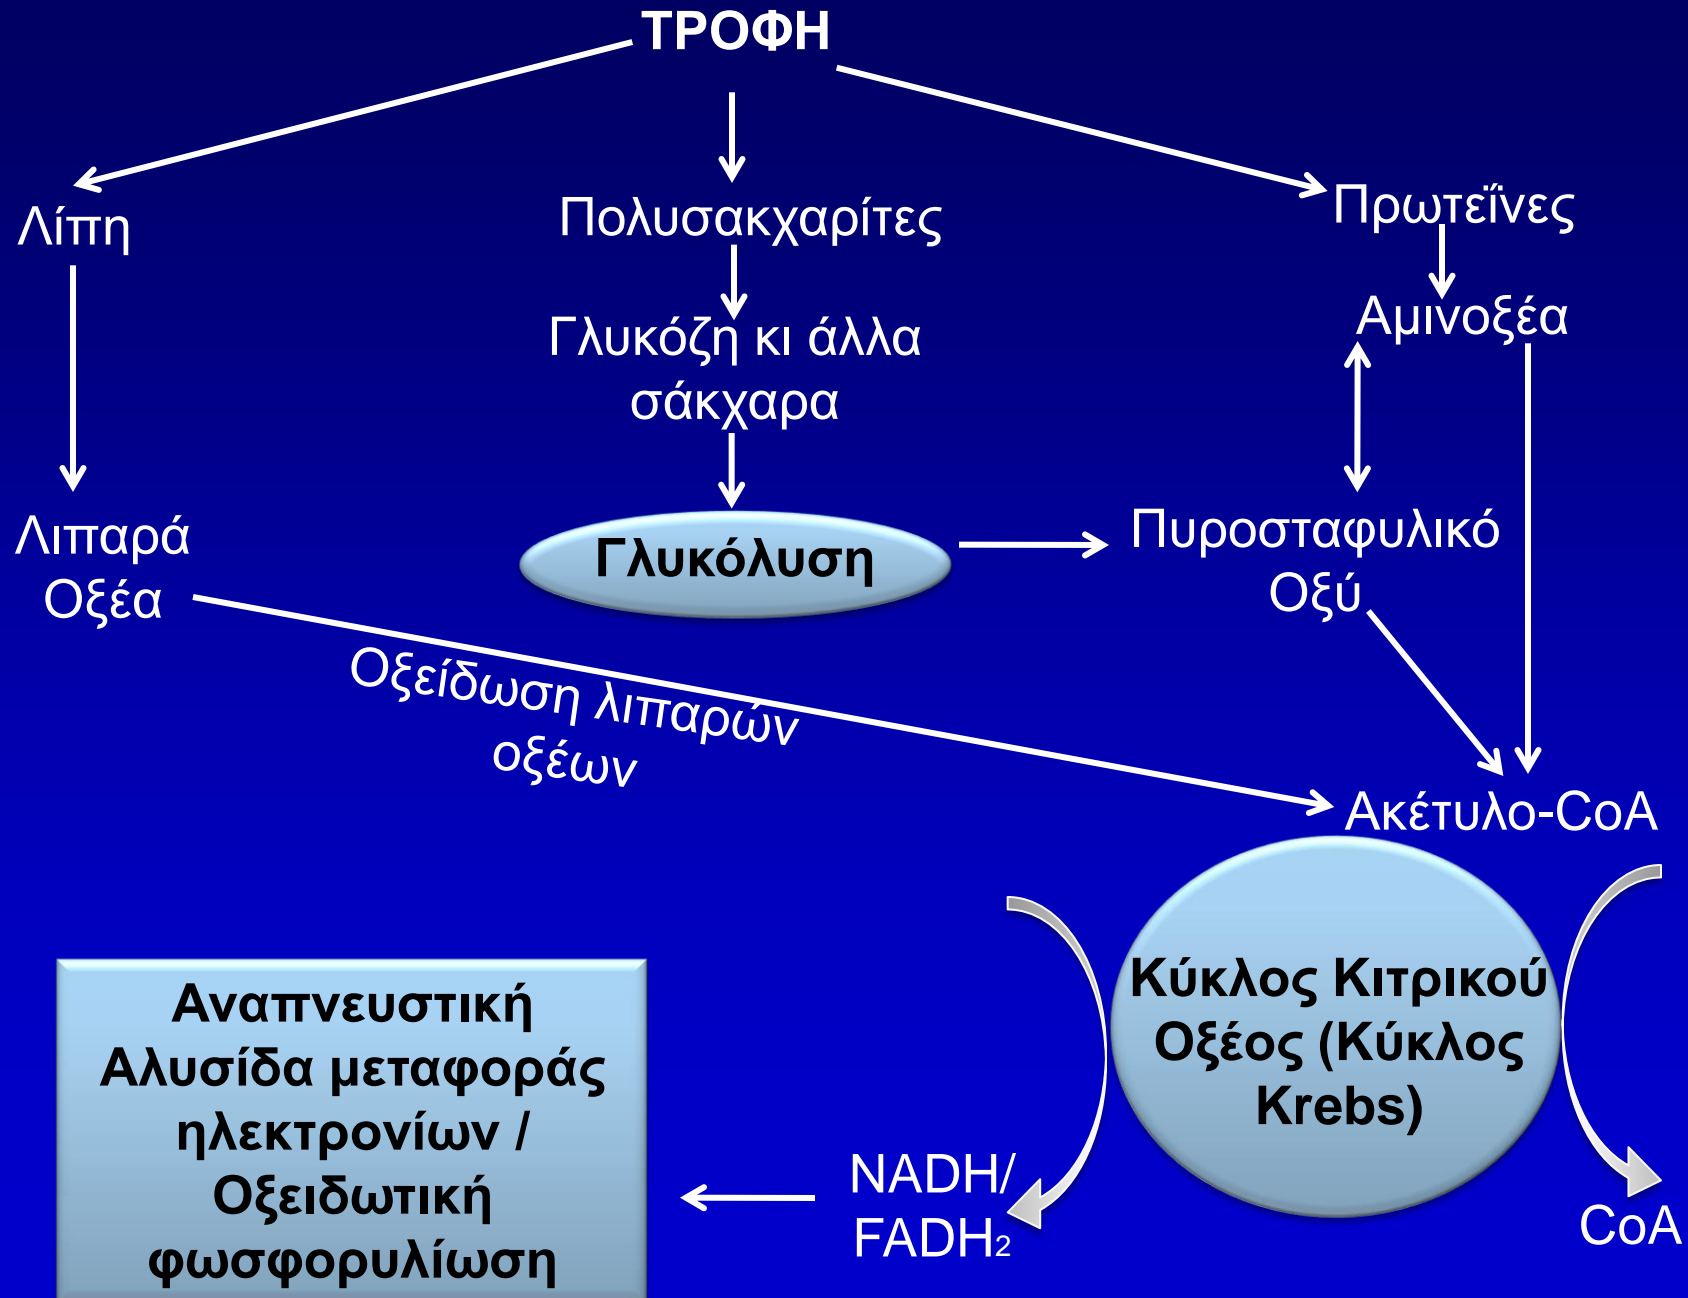 ΤΡΟΦΗ
Λίπη
Πολυσακχαρίτες
Πρωτεΐνες
Γλυκόζη κι άλλα
σάκχαρα
Αμινοξέα
Λιπαρά
Οξέα
Γλυκόλυση
Πυροσταφυλικό
Οξύ
Οξείδωση λιπαρών
οξέων
Ακέτυλο-CoA
Κύκλος Κιτρικού
Οξέος (Κύκλος
Krebs)
Αναπνευστική
Αλυσίδα μεταφοράς
ηλεκτρονίων /
Οξειδωτική
φωσφορυλίωση
NADH/
FADH₂
CoA